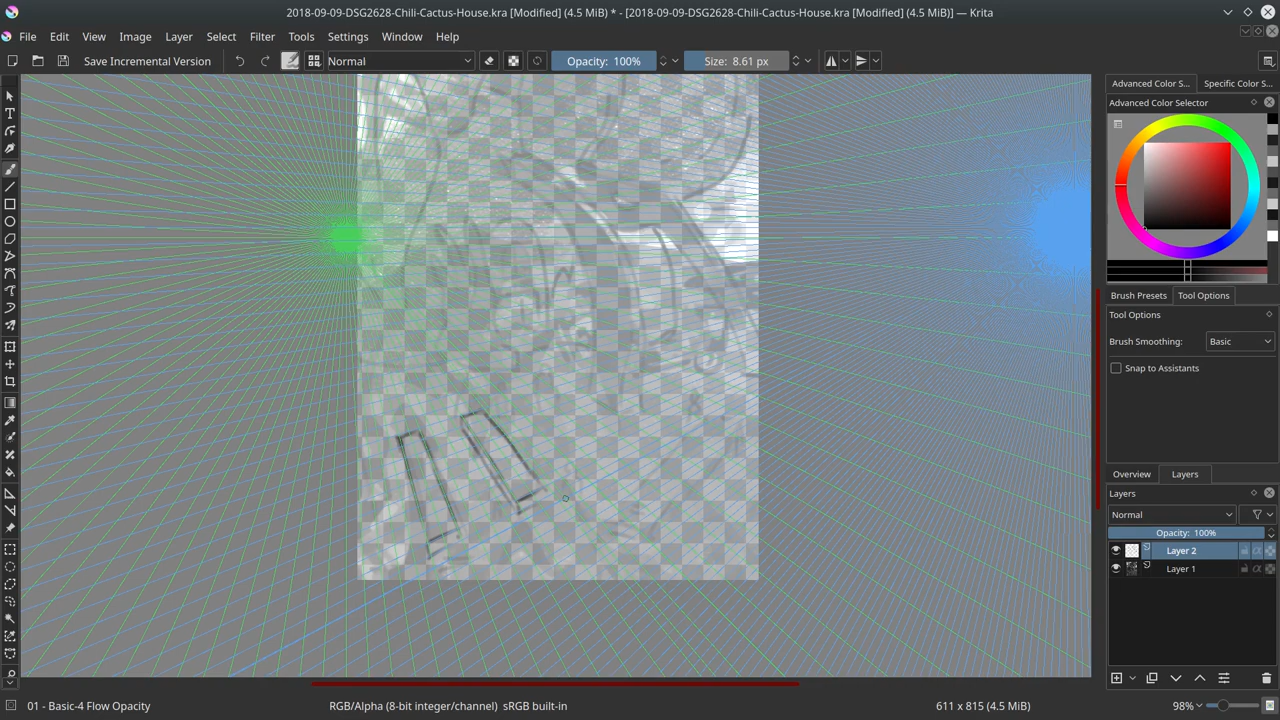 2018-09-09-DSG2628-Chili-Cactus-House.kra [Modified] (4.5 MiB) * - [2018-09-09-DSG2628-Chili-Cactus-House.kra [Modified] (4.5 MiB)] — Krita
File Edit View Image Layer Select Filter Tools Settings Window Help
Save Incremental Version Normal Opacity: 100% Size: 8.61 px
Advanced Color S... Specific Color S...
Advanced Color Selector
Brush Presets Tool Options
Tool Options
Brush Smoothing: Basic
Snap to Assistants
Overview Layers
Layers
Normal
Opacity: 100%
Layer 2
Layer 1
01 - Basic-4 Flow Opacity RGB/Alpha (8-bit integer/channel) sRGB built-in 611 x 815 (4.5 MiB) 98%